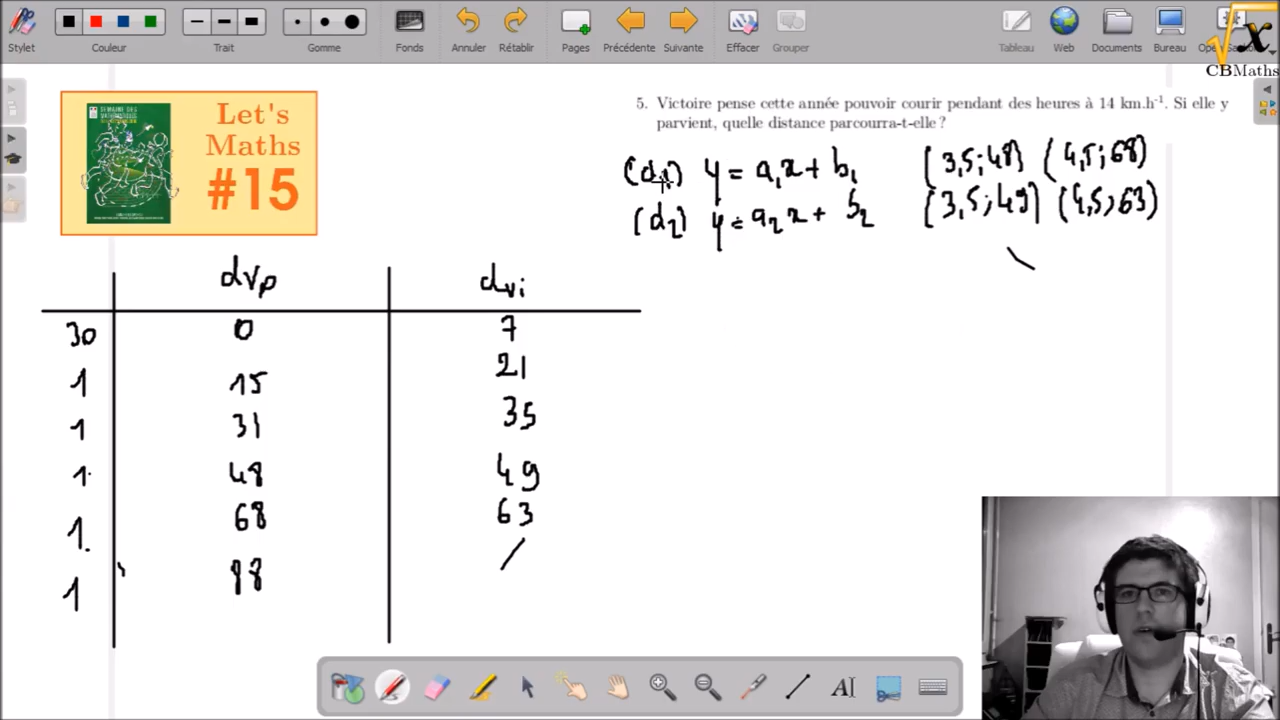 Stylet
Couleur
Trait
Gomme
Fonds
Annuler
Rétablir
Pages
Précédente
Suivante
Effacer
Grouper
Tableau
Web
Documents
Bureau
CBMaths
SEMAINE DES
Let's
Maths
#15
5. Victoire pense cette année pouvoir courir pendant des heures à 14 km.h⁻¹. Si elle y
parvient, quelle distance parcourra-t-elle ?
(d₁) y = a₁x + b₁ (3,5;48) (4,5;68)
(d₂) y = a₂x + b₂ (3,5;49) (4,5;63)
dvp dvi
30 0 7
1 15 21
1 31 35
1 48 49
1 68 63
1 88 /
AI